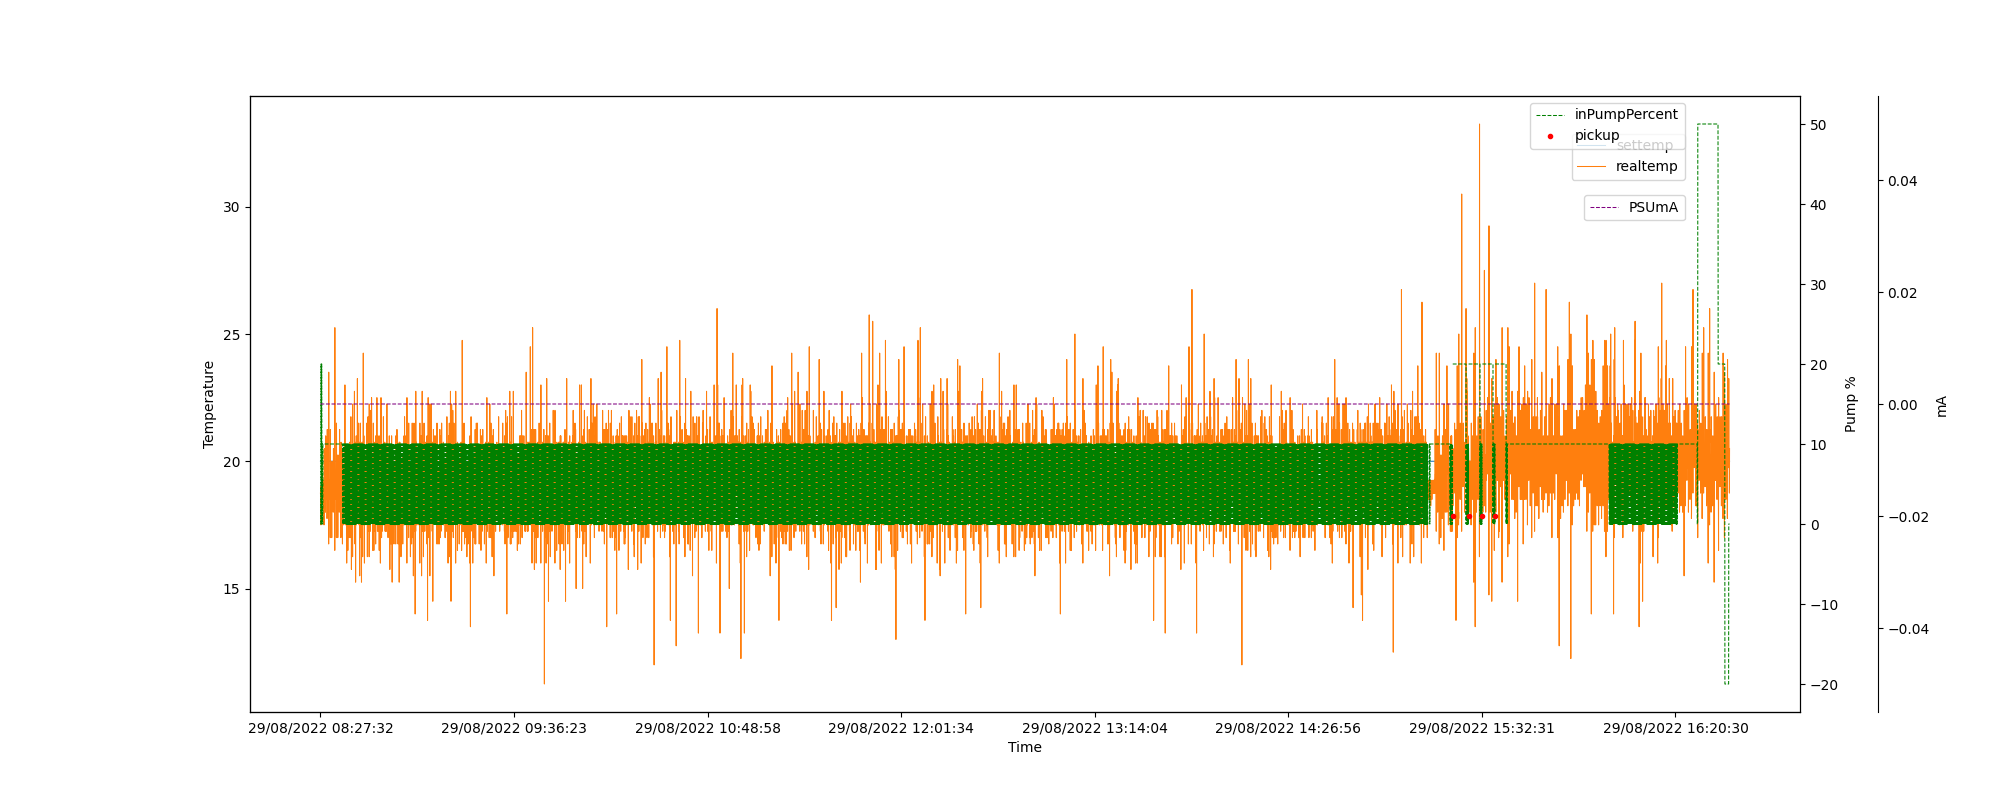 inPumpPercent
pickup
settemp
realtemp
PSUmA
Temperature
30
25
20
15
50
40
30
20
10
0
−10
−20
Pump %
0.04
0.02
0.00
−0.02
−0.04
mA
29/08/2022 08:27:32
29/08/2022 09:36:23
29/08/2022 10:48:58
29/08/2022 12:01:34
29/08/2022 13:14:04
29/08/2022 14:26:56
29/08/2022 15:32:31
29/08/2022 16:20:30
Time